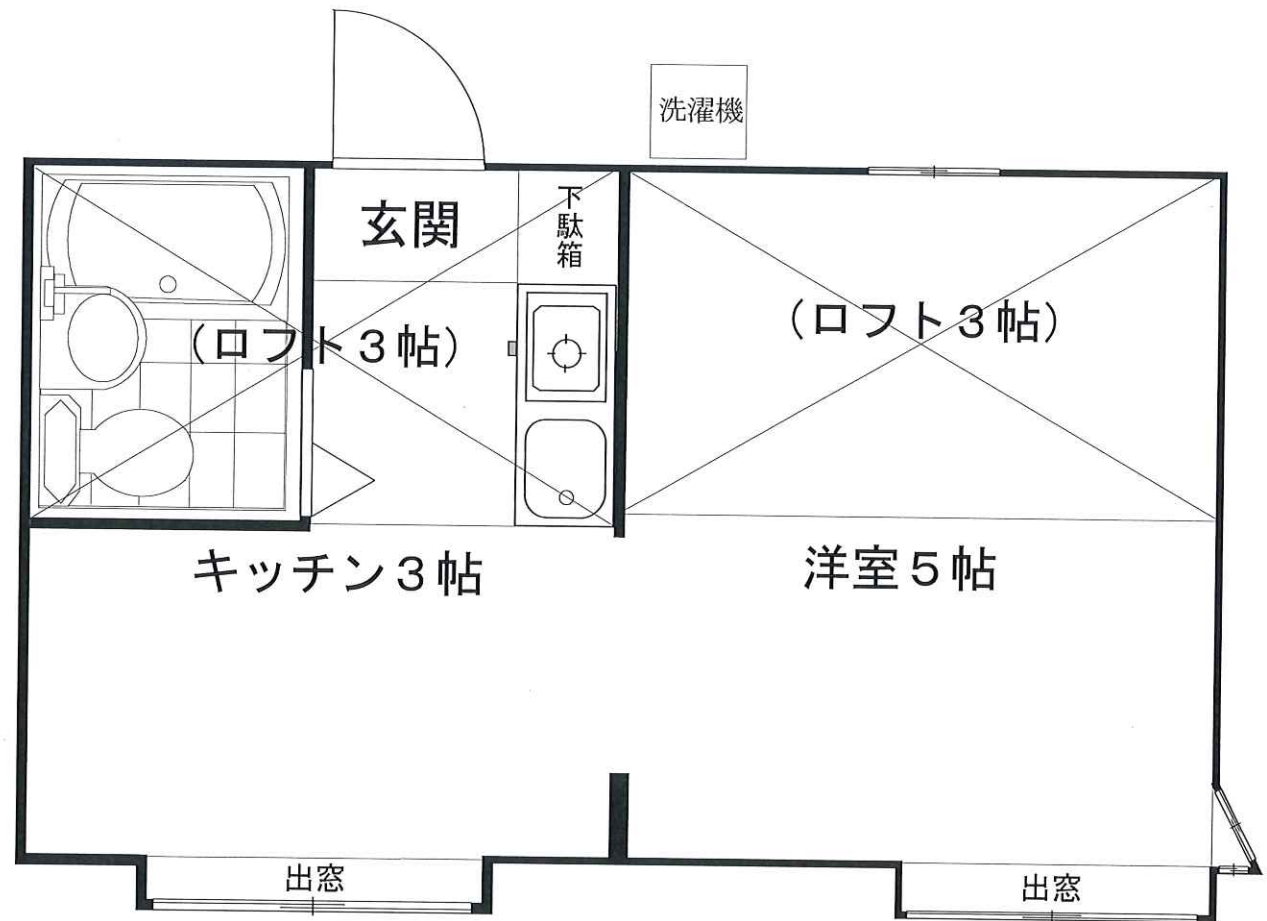 洗濯機
玄関
下駄箱
(ロフト3帖)
(ロフト3帖)
キッチン3帖
洋室5帖
出窓
出窓